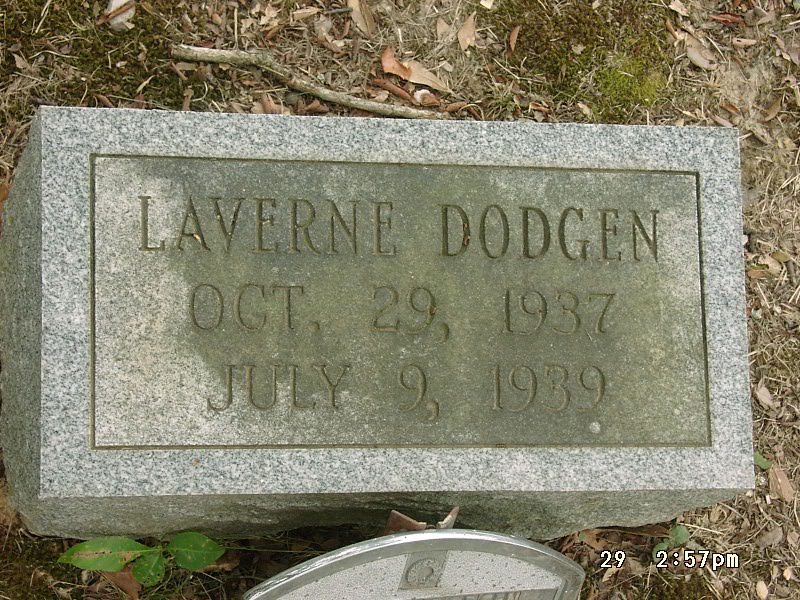 LAVERNE DODGEN
OCT. 29, 1937
JULY 9, 1939
29 2:57pm